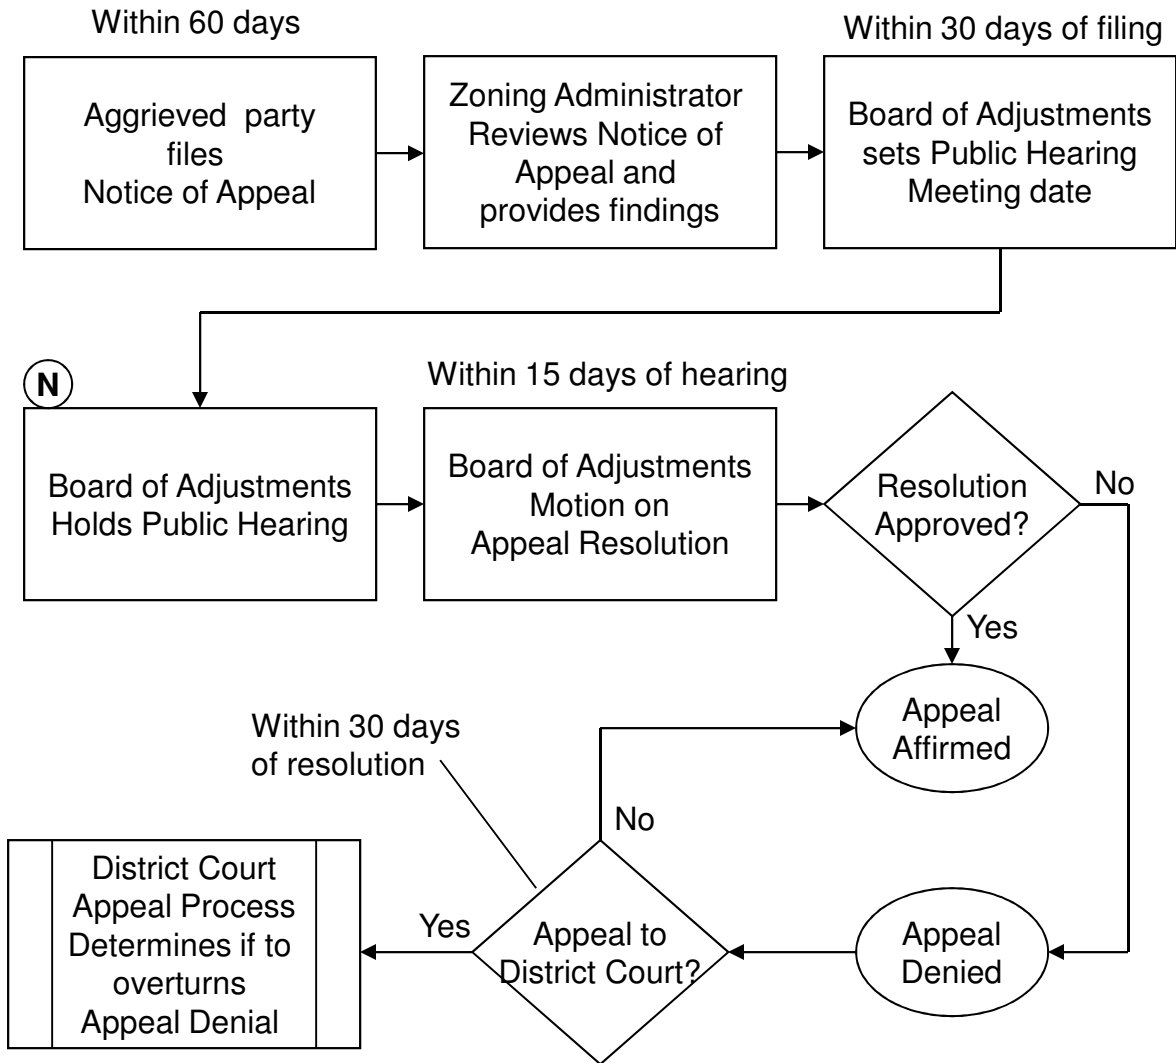 Within 60 days
Within 30 days of filing
Aggrieved party
files
Notice of Appeal
Zoning Administrator
Reviews Notice of
Appeal and
provides findings
Board of Adjustments
sets Public Hearing
Meeting date
N
Within 15 days of hearing
Board of Adjustments
Holds Public Hearing
Board of Adjustments
Motion on
Appeal Resolution
Resolution
Approved?
No
Yes
Appeal
Affirmed
Within 30 days
of resolution
No
District Court
Appeal Process
Determines if to
overturns
Appeal Denial
Yes
Appeal to
District Court?
Appeal
Denied